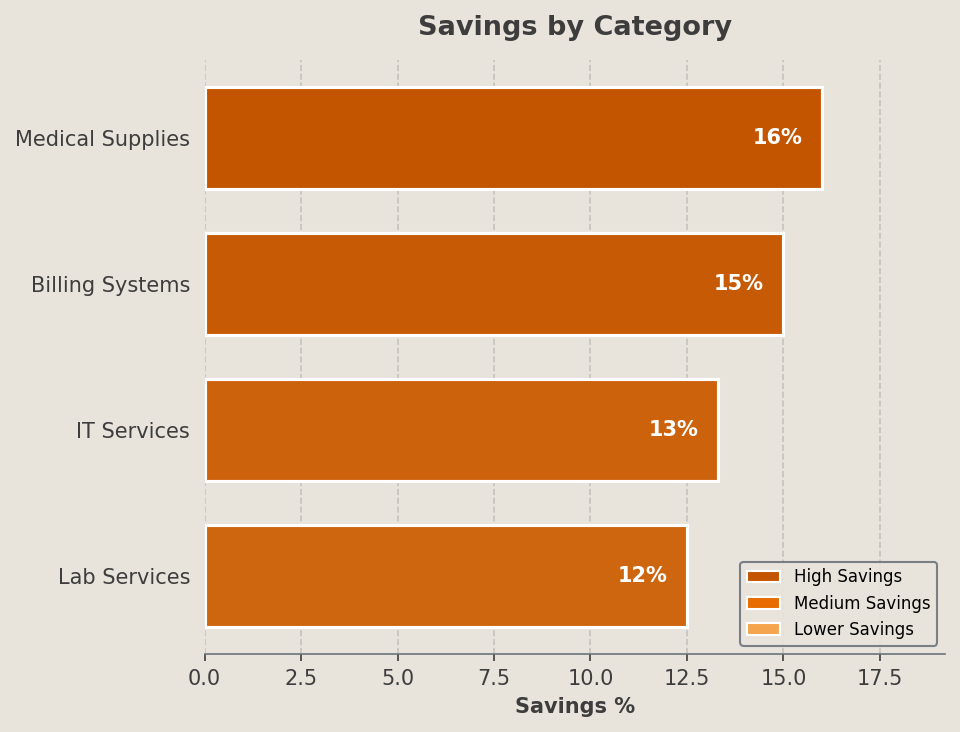 Savings by Category
Medical Supplies
16%
Billing Systems
15%
IT Services
13%
Lab Services
12%
High Savings
Medium Savings
Lower Savings
0.0 2.5 5.0 7.5 10.0 12.5 15.0 17.5
Savings %